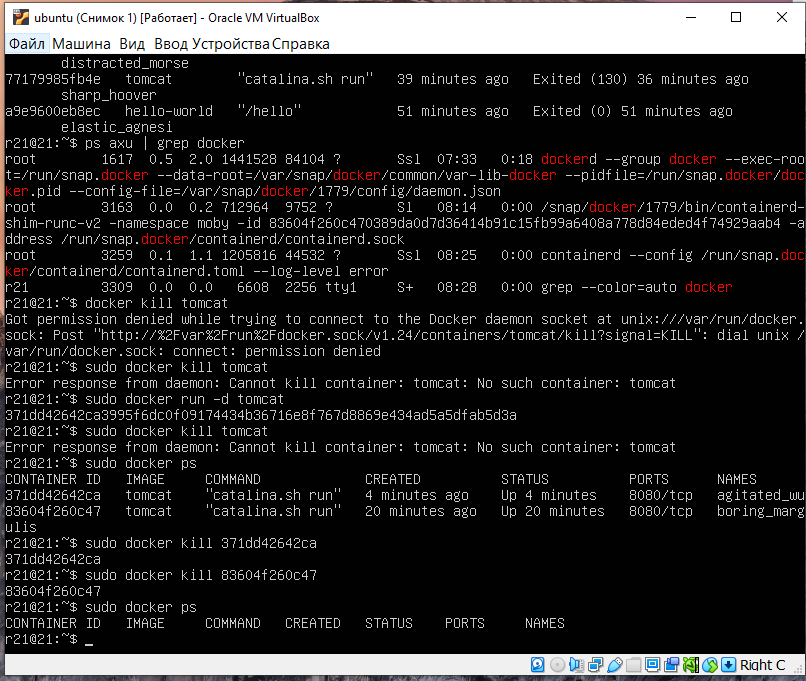 ubuntu (Снимок 1) [Работает] - Oracle VM VirtualBox
Файл Машина Вид Ввод Устройства Справка
distracted_morse
77179985fb4e tomcat "catalina.sh run" 39 minutes ago Exited (130) 36 minutes ago
sharp_hoover
a9e9600eb8ec hello-world "/hello" 51 minutes ago Exited (0) 51 minutes ago
elastic_agnesi
r21@21:~$ ps axu | grep docker
root 1617 0.5 2.0 1441528 84104 ? Ssl 07:33 0:18 dockerd --group docker --exec-roo
t=/run/snap.docker --data-root=/var/snap/docker/common/var-lib-docker --pidfile=/run/snap.docker/doc
ker.pid --config-file=/var/snap/docker/1779/config/daemon.json
root 3163 0.0 0.2 712964 9752 ? Sl 08:14 0:00 /snap/docker/1779/bin/containerd-
shim-runc-v2 -namespace moby -id 83604f260c470389da0d7d36414b91c15fb99a6408a778d84eded4f74929aab4 -a
ddress /run/snap.docker/containerd/containerd.sock
root 3259 0.1 1.1 1205816 44532 ? Ssl 08:25 0:00 containerd --config /run/snap.doc
ker/containerd/containerd.toml --log-level error
r21 3309 0.0 0.0 6608 2256 tty1 S+ 08:28 0:00 grep --color=auto docker
r21@21:~$ docker kill tomcat
Got permission denied while trying to connect to the Docker daemon socket at unix:///var/run/docker.
sock: Post "http://%2Fvar%2Frun%2Fdocker.sock/v1.24/containers/tomcat/kill?signal=KILL": dial unix /
var/run/docker.sock: connect: permission denied
r21@21:~$ sudo docker kill tomcat
Error response from daemon: Cannot kill container: tomcat: No such container: tomcat
r21@21:~$ sudo docker run -d tomcat
371dd42642ca3995f6dc0f09174434b36716e8f767d8869e434ad5a5dfab5d3a
r21@21:~$ sudo docker kill tomcat
Error response from daemon: Cannot kill container: tomcat: No such container: tomcat
r21@21:~$ sudo docker ps
CONTAINER ID IMAGE COMMAND CREATED STATUS PORTS NAMES
371dd42642ca tomcat "catalina.sh run" 4 minutes ago Up 4 minutes 8080/tcp agitated_wu
83604f260c47 tomcat "catalina.sh run" 20 minutes ago Up 20 minutes 8080/tcp boring_marg
ulis
r21@21:~$ sudo docker kill 371dd42642ca
371dd42642ca
r21@21:~$ sudo docker kill 83604f260c47
83604f260c47
r21@21:~$ sudo docker ps
CONTAINER ID IMAGE COMMAND CREATED STATUS PORTS NAMES
r21@21:~$ _
Right C